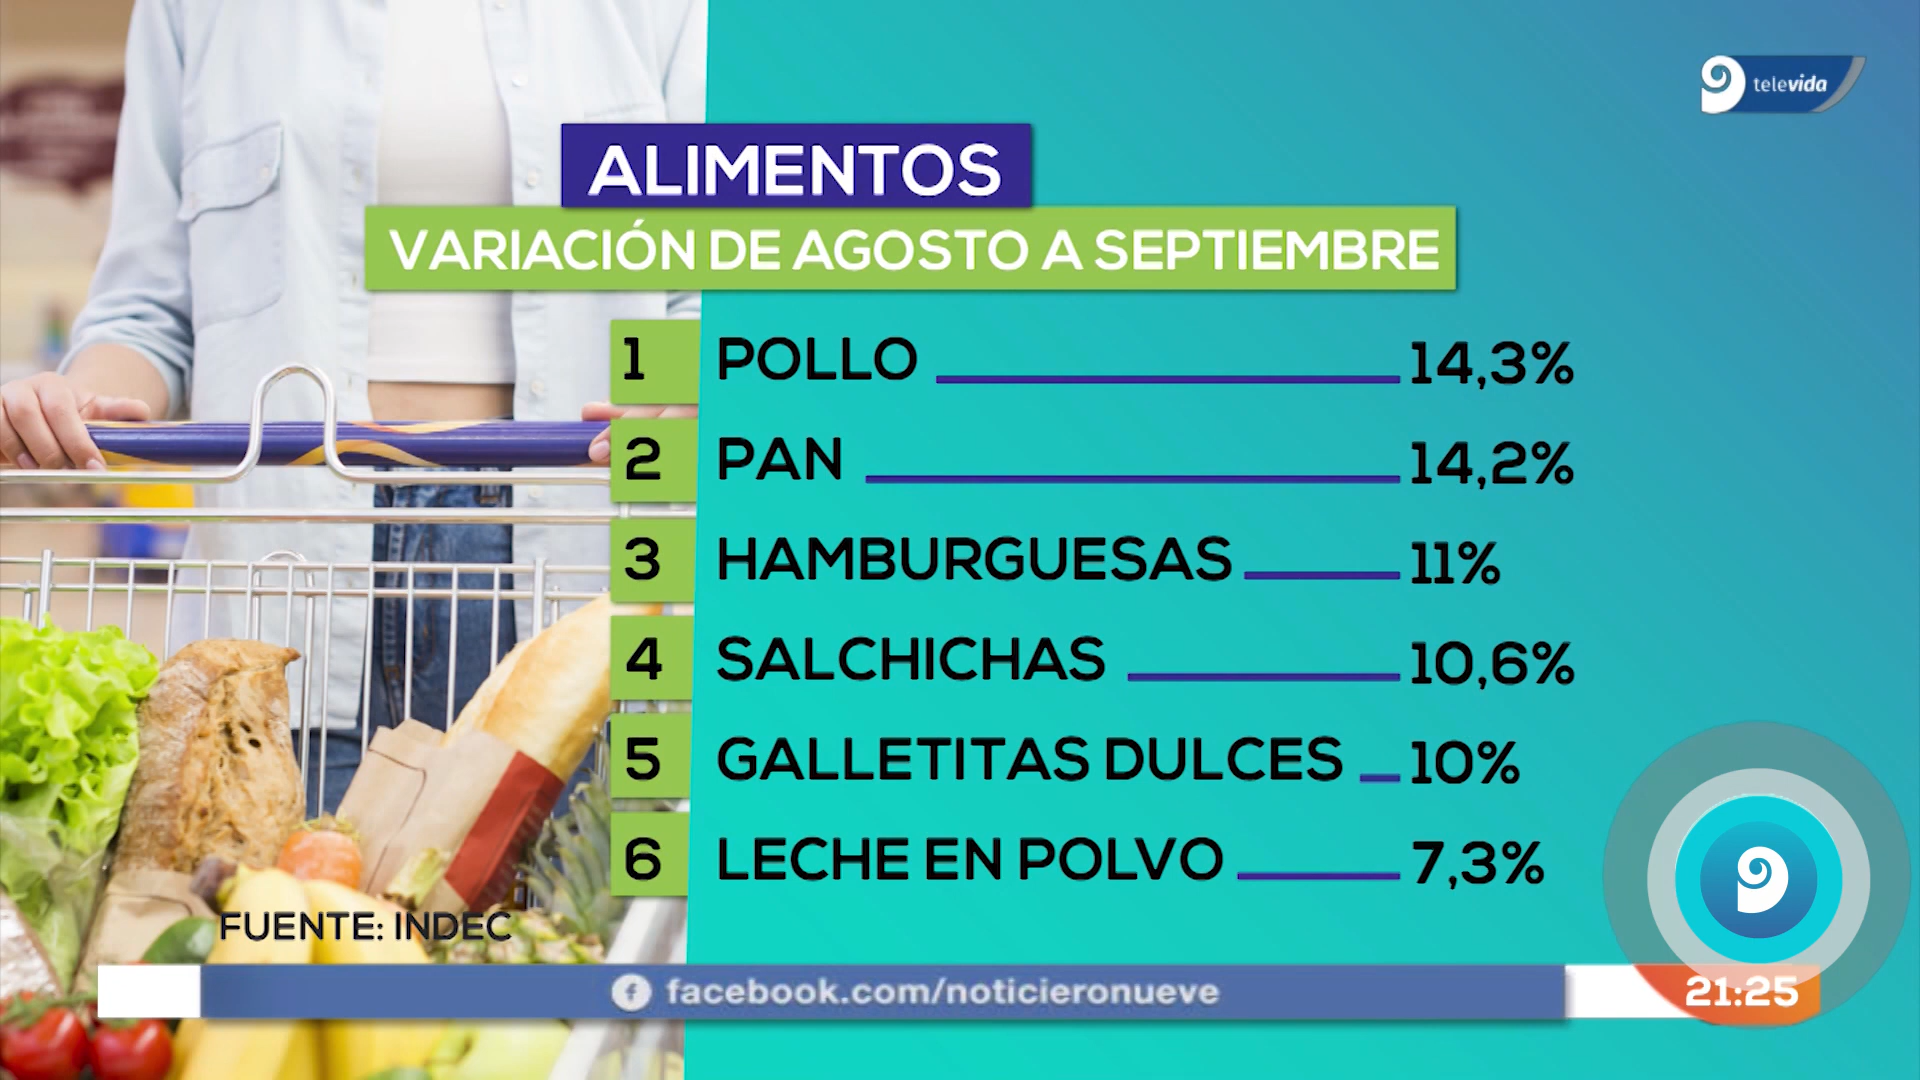 televida
ALIMENTOS
VARIACIÓN DE AGOSTO A SEPTIEMBRE
1 POLLO 14,3%
2 PAN 14,2%
3 HAMBURGUESAS 11%
4 SALCHICHAS 10,6%
5 GALLETITAS DULCES 10%
6 LECHE EN POLVO 7,3%
FUENTE: INDEC
facebook.com/noticieronueve
21:25